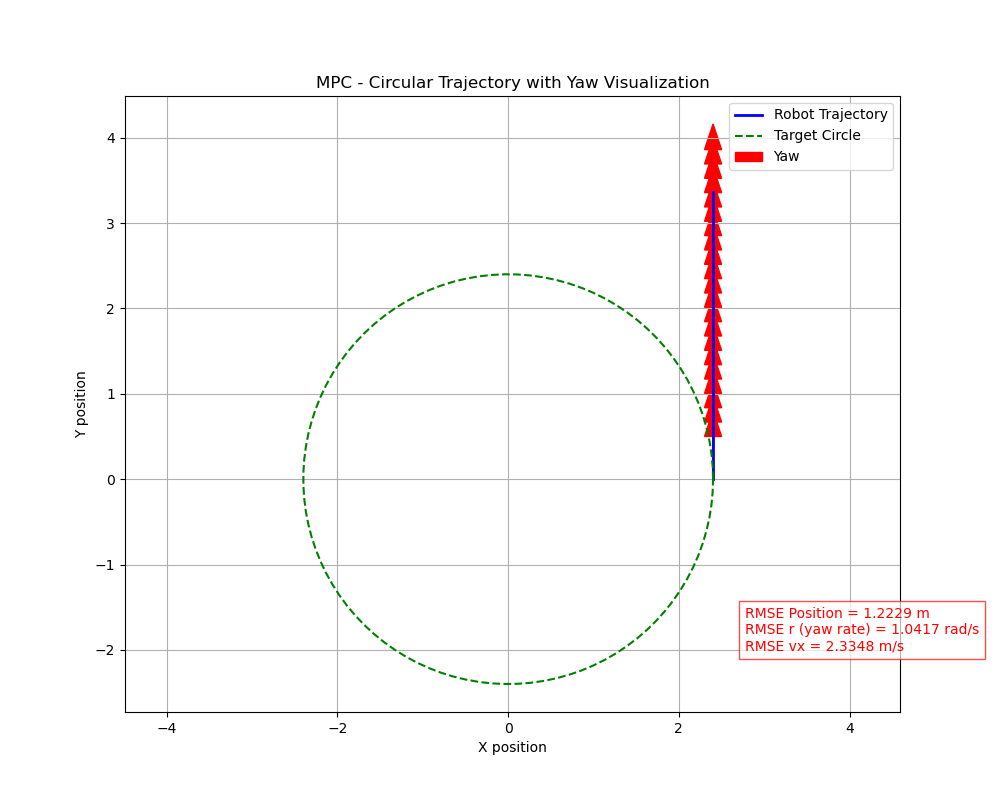 MPC - Circular Trajectory with Yaw Visualization
Robot Trajectory
Target Circle
Yaw
4
3
2
1
0
−1
−2
Y position
RMSE Position = 1.2229 m
RMSE r (yaw rate) = 1.0417 rad/s
RMSE vx = 2.3348 m/s
−4 −2 0 2 4
X position